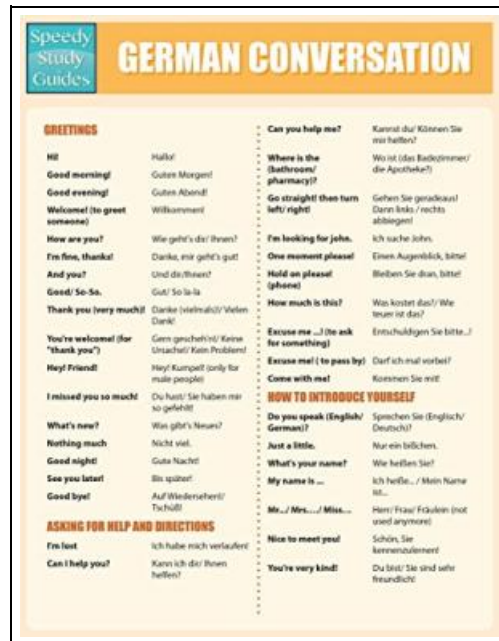 Speedy
Study
Guides
GERMAN CONVERSATION
GREETINGS
Hi! Hallo!
Good morning! Guten Morgen!
Good evening! Guten Abend!
Welcome! (to greet Willkommen!
someone)
How are you? Wie geht's dir/ Ihnen?
I'm fine, thanks! Danke, mir geht's gut!
And you? Und dir/Ihnen?
Good/ So-So. Gut/ So la-la
Thank you (very much)! Danke (vielmals)!/ Vielen
Dank!
You're welcome! (for Gern gescheh'n!/ Keine
"thank you") Ursache!/ Kein Problem!
Hey! Friend! Hey! Kumpel! (only for
male people)
I missed you so much! Du hast/ Sie haben mir
so gefehlt!
What's new? Was gibt's Neues?
Nothing much Nicht viel.
Good night! Gute Nacht!
See you later! Bis später!
Good bye! Auf Wiedersehen!/
Tschüß!
ASKING FOR HELP AND DIRECTIONS
I'm lost Ich habe mich verlaufen!
Can I help you? Kann ich dir/ Ihnen
helfen?
Can you help me? Kannst du/ Können Sie
mir helfen?
Where is the Wo ist (das Badezimmer/
(bathroom/ die Apotheke?)
pharmacy)?
Go straight! then turn Gehen Sie geradeaus!
left/ right! Dann links / rechts
abbiegen!
I'm looking for john. Ich suche John.
One moment please! Einen Augenblick, bitte!
Hold on please! Bleiben Sie dran, bitte!
(phone)
How much is this? Was kostet das?/ Wie
teuer ist das?
Excuse me ...! (to ask Entschuldigen Sie bitte...!
for something)
Excuse me! ( to pass by) Darf ich mal vorbei?
Come with me! Kommen Sie mit!
HOW TO INTRODUCE YOURSELF
Do you speak (English/ Sprechen Sie (Englisch/
German)? Deutsch)?
Just a little. Nur ein bißchen.
What's your name? Wie heißen Sie?
My name is ... Ich heiße... / Mein Name
ist...
Mr.../ Mrs..../ Miss... Herr/ Frau/ Fräulein (not
used anymore)
Nice to meet you! Schön, Sie
kennenzulernen!
You're very kind! Du bist/ Sie sind sehr
freundlich!